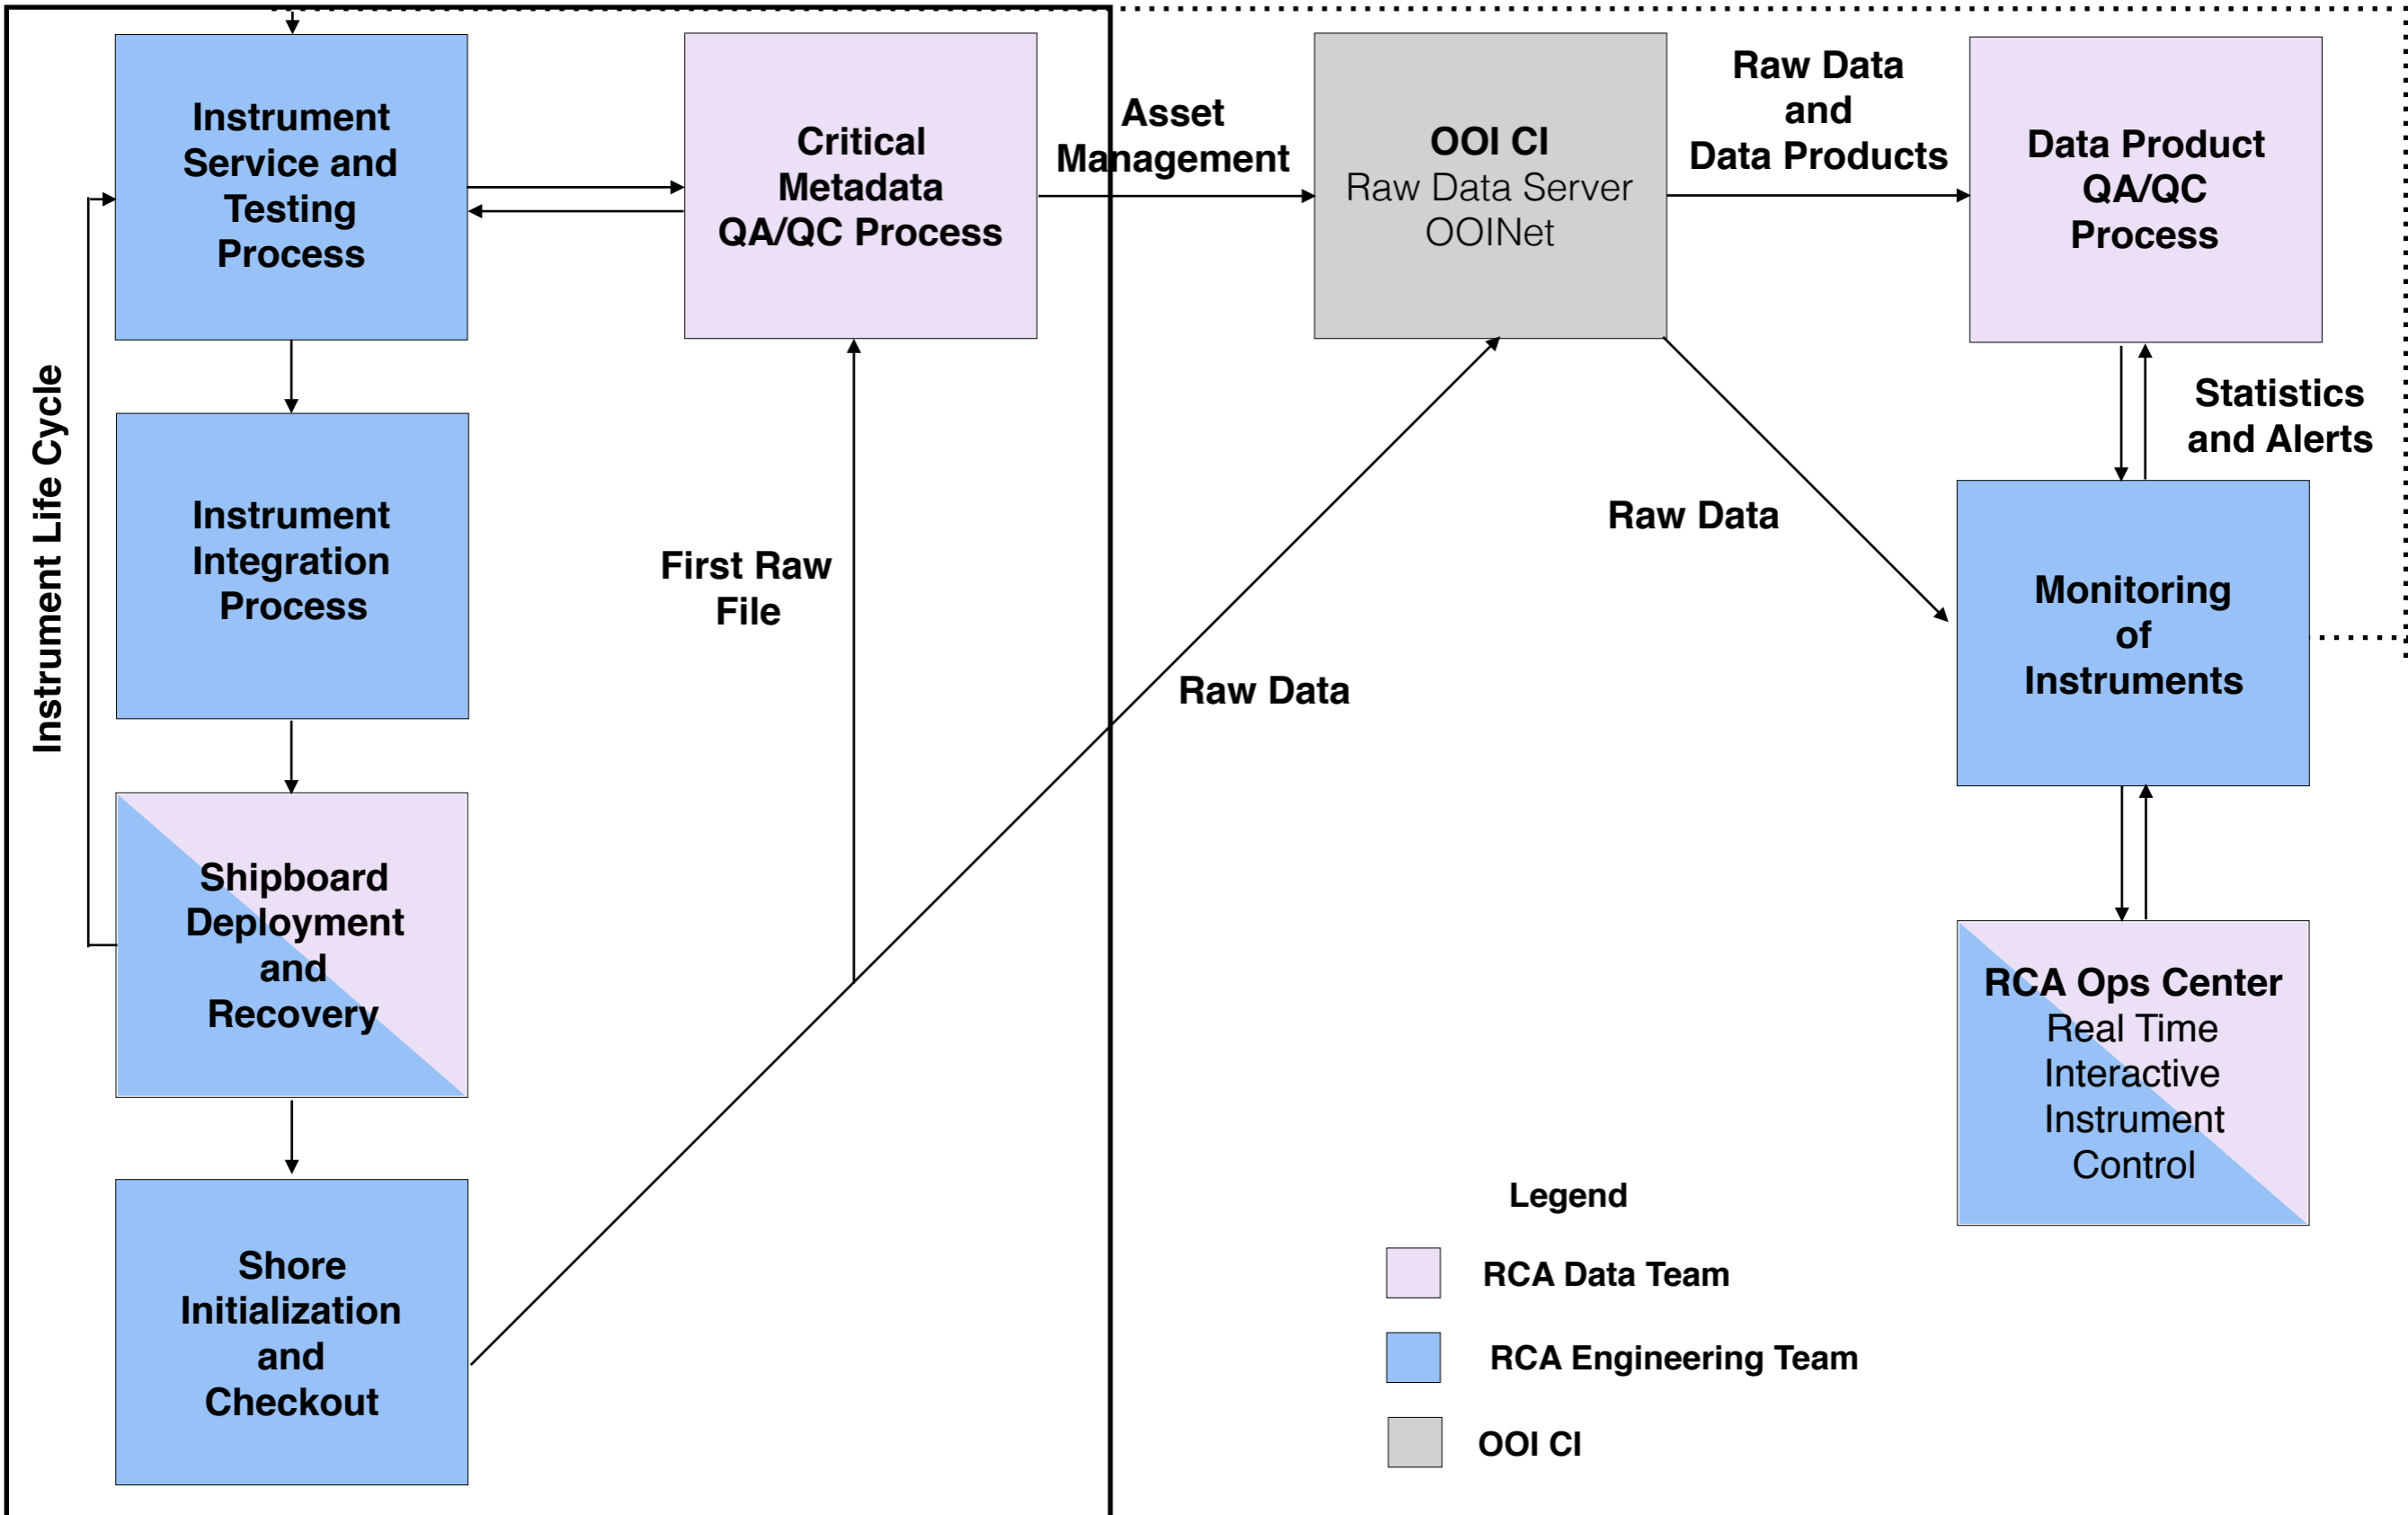 Instrument
Service and
Testing
Process
Critical
Metadata
QA/QC Process
Asset
Management
OOI CI
Raw Data Server
OOINet
Raw Data
and
Data Products
Data Product
QA/QC
Process
Instrument Life Cycle
Statistics
and Alerts
Instrument
Integration
Process
First Raw
File
Raw Data
Raw Data
Monitoring
of
Instruments
Shipboard
Deployment
and
Recovery
RCA Ops Center
Real Time
Interactive
Instrument
Control
Shore
Initialization
and
Checkout
Legend
RCA Data Team
RCA Engineering Team
OOI CI